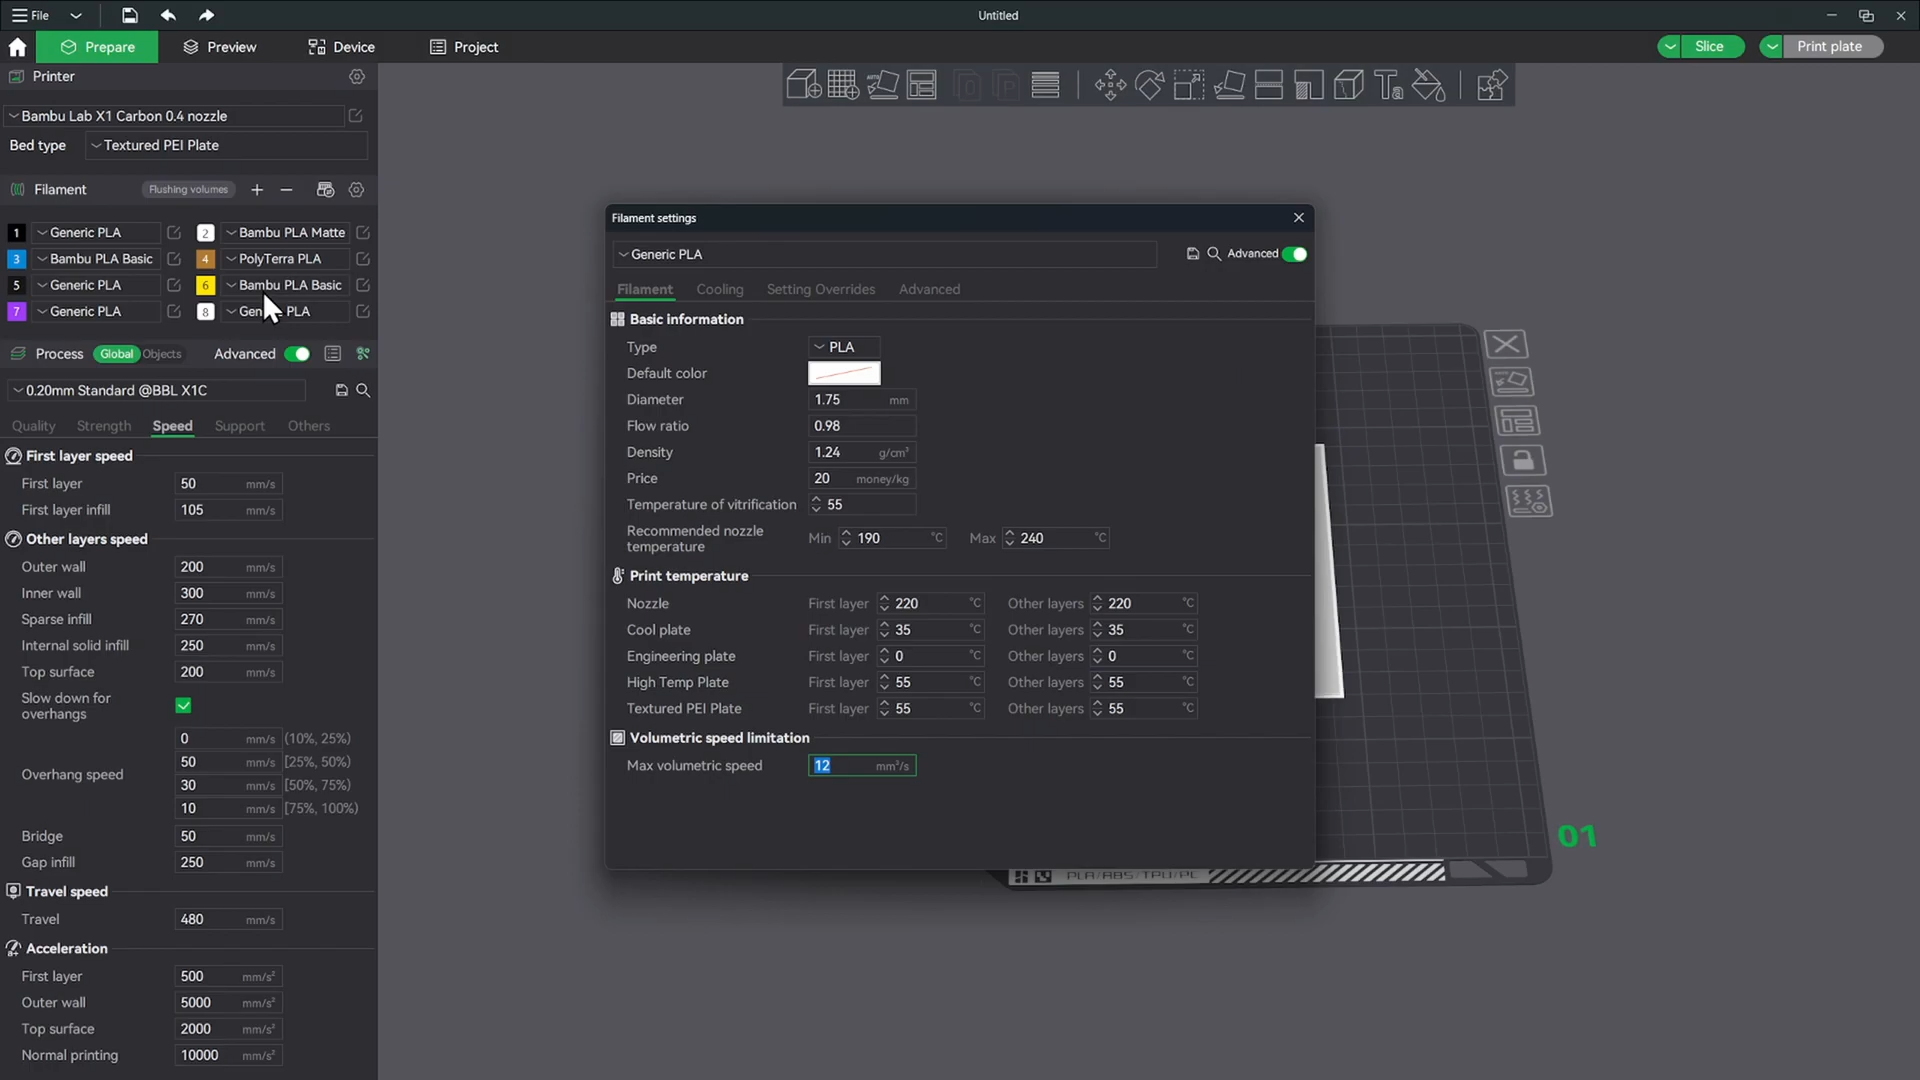 File
Untitled
Prepare
Preview
Device
Project
Slice
Print plate
Printer
Bambu Lab X1 Carbon 0.4 nozzle
Bed type
Textured PEI Plate
Filament
Flushing volumes
1 Generic PLA
2 Bambu PLA Matte
3 Bambu PLA Basic
4 PolyTerra PLA
5 Generic PLA
6 Bambu PLA Basic
7 Generic PLA
8 Gen PLA
Process Global Objects Advanced
0.20mm Standard @BBL X1C
Quality Strength Speed Support Others
First layer speed
First layer 50 mm/s
First layer infill 105 mm/s
Other layers speed
Outer wall 200 mm/s
Inner wall 300 mm/s
Sparse infill 270 mm/s
Internal solid infill 250 mm/s
Top surface 200 mm/s
Slow down for
overhangs
Overhang speed
0 mm/s (10%, 25%)
50 mm/s [25%, 50%)
30 mm/s [50%, 75%)
10 mm/s [75%, 100%)
Bridge 50 mm/s
Gap infill 250 mm/s
Travel speed
Travel 480 mm/s
Acceleration
First layer 500 mm/s²
Outer wall 5000 mm/s²
Top surface 2000 mm/s²
Normal printing 10000 mm/s²
Filament settings
Generic PLA
Advanced
Filament Cooling Setting Overrides Advanced
Basic information
Type PLA
Default color
Diameter 1.75 mm
Flow ratio 0.98
Density 1.24 g/cm³
Price 20 money/kg
Temperature of vitrification 55
Recommended nozzle
temperature
Min 190 °C Max 240 °C
Print temperature
Nozzle First layer 220 °C Other layers 220 °C
Cool plate First layer 35 °C Other layers 35 °C
Engineering plate First layer 0 °C Other layers 0 °C
High Temp Plate First layer 55 °C Other layers 55 °C
Textured PEI Plate First layer 55 °C Other layers 55 °C
Volumetric speed limitation
Max volumetric speed 12 mm³/s
AUTO
AUTO
01
PLA/ABS/TPU/PC